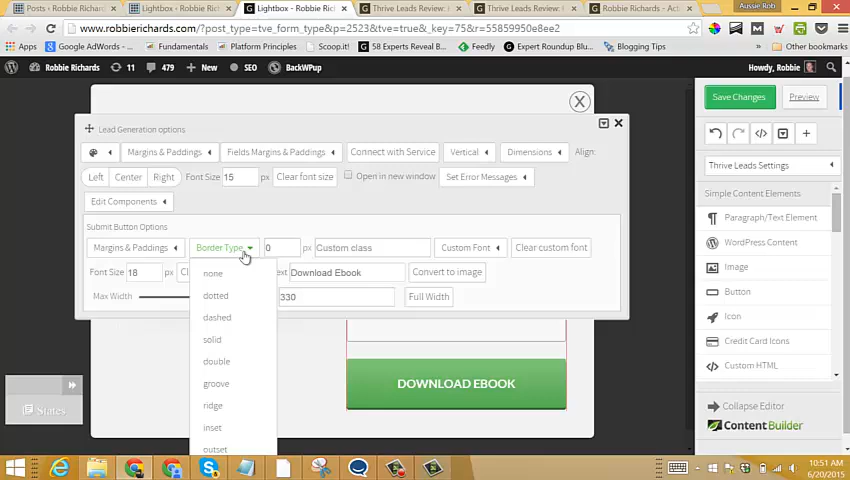 Aussie Rob
Posts ‹ Robbie Richards
Lightbox - Robbie Richa
Lightbox - Robbie Rich
Thrive Leads Review:
Thrive Leads Review:
Robbie Richards - Acti
www.robbierichards.com/?post_type=tve_form_type&p=2523&tve=true&_key=75&r=55859950e8ee2
Apps
Google AdWords - ...
Fundamentals
Platforms
Scoop.it!
58 Experts Reveal B...
Feedly
Expert Roundup Blu...
Blogging Tips
Robbie Richards
11
479
New
SEO
BackWPup
Howdy, Robbie
X
Save Changes
Preview
Lead Generation options
Margins & Paddings
Fields Margins & Paddings
Connect with Service
Vertical
Dimensions
Align:
Left
Center
Right
Font Size
15
px
Clear font size
Open in new window
Set Error Messages
Thrive Leads Settings
Edit Components
Simple Content Elements
Submit Button Options
Paragraph/Text Element
Margins & Paddings
Border Type
0
px
Custom class
Custom Font
Clear custom font
WordPress Content
Font Size
18
px
Cl
ext
Download Ebook
Convert to image
Image
Max Width
330
Full Width
Button
none
dotted
dashed
solid
double
groove
ridge
inset
outset
Icon
Credit Card Icons
Custom HTML
DOWNLOAD EBOOK
Collapse Editor
Content Builder
States
10:51 AM
6/20/2015